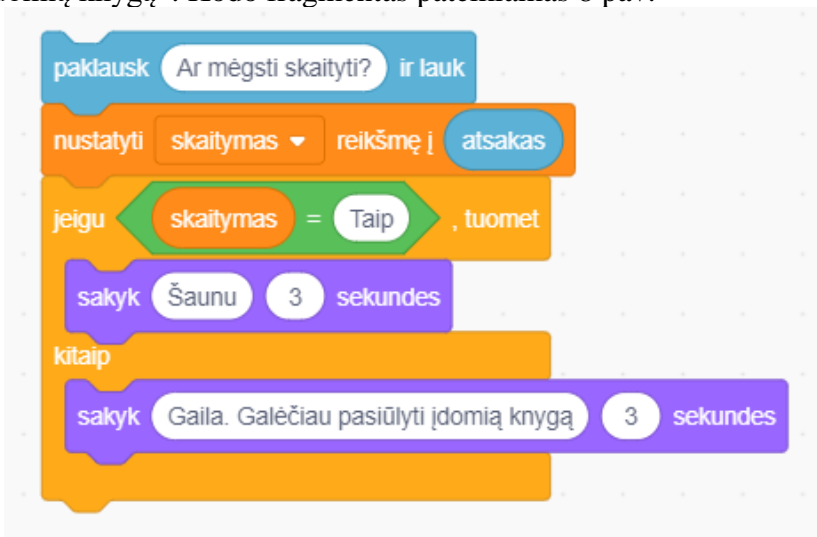 paklausk Ar mėgsti skaityti? ir lauk
nustatyti skaitymas reikšmę į atsakas
jeigu skaitymas = Taip , tuomet
sakyk Šaunu 3 sekundes
kitaip
sakyk Gaila. Galėčiau pasiūlyti įdomią knygą 3 sekundes